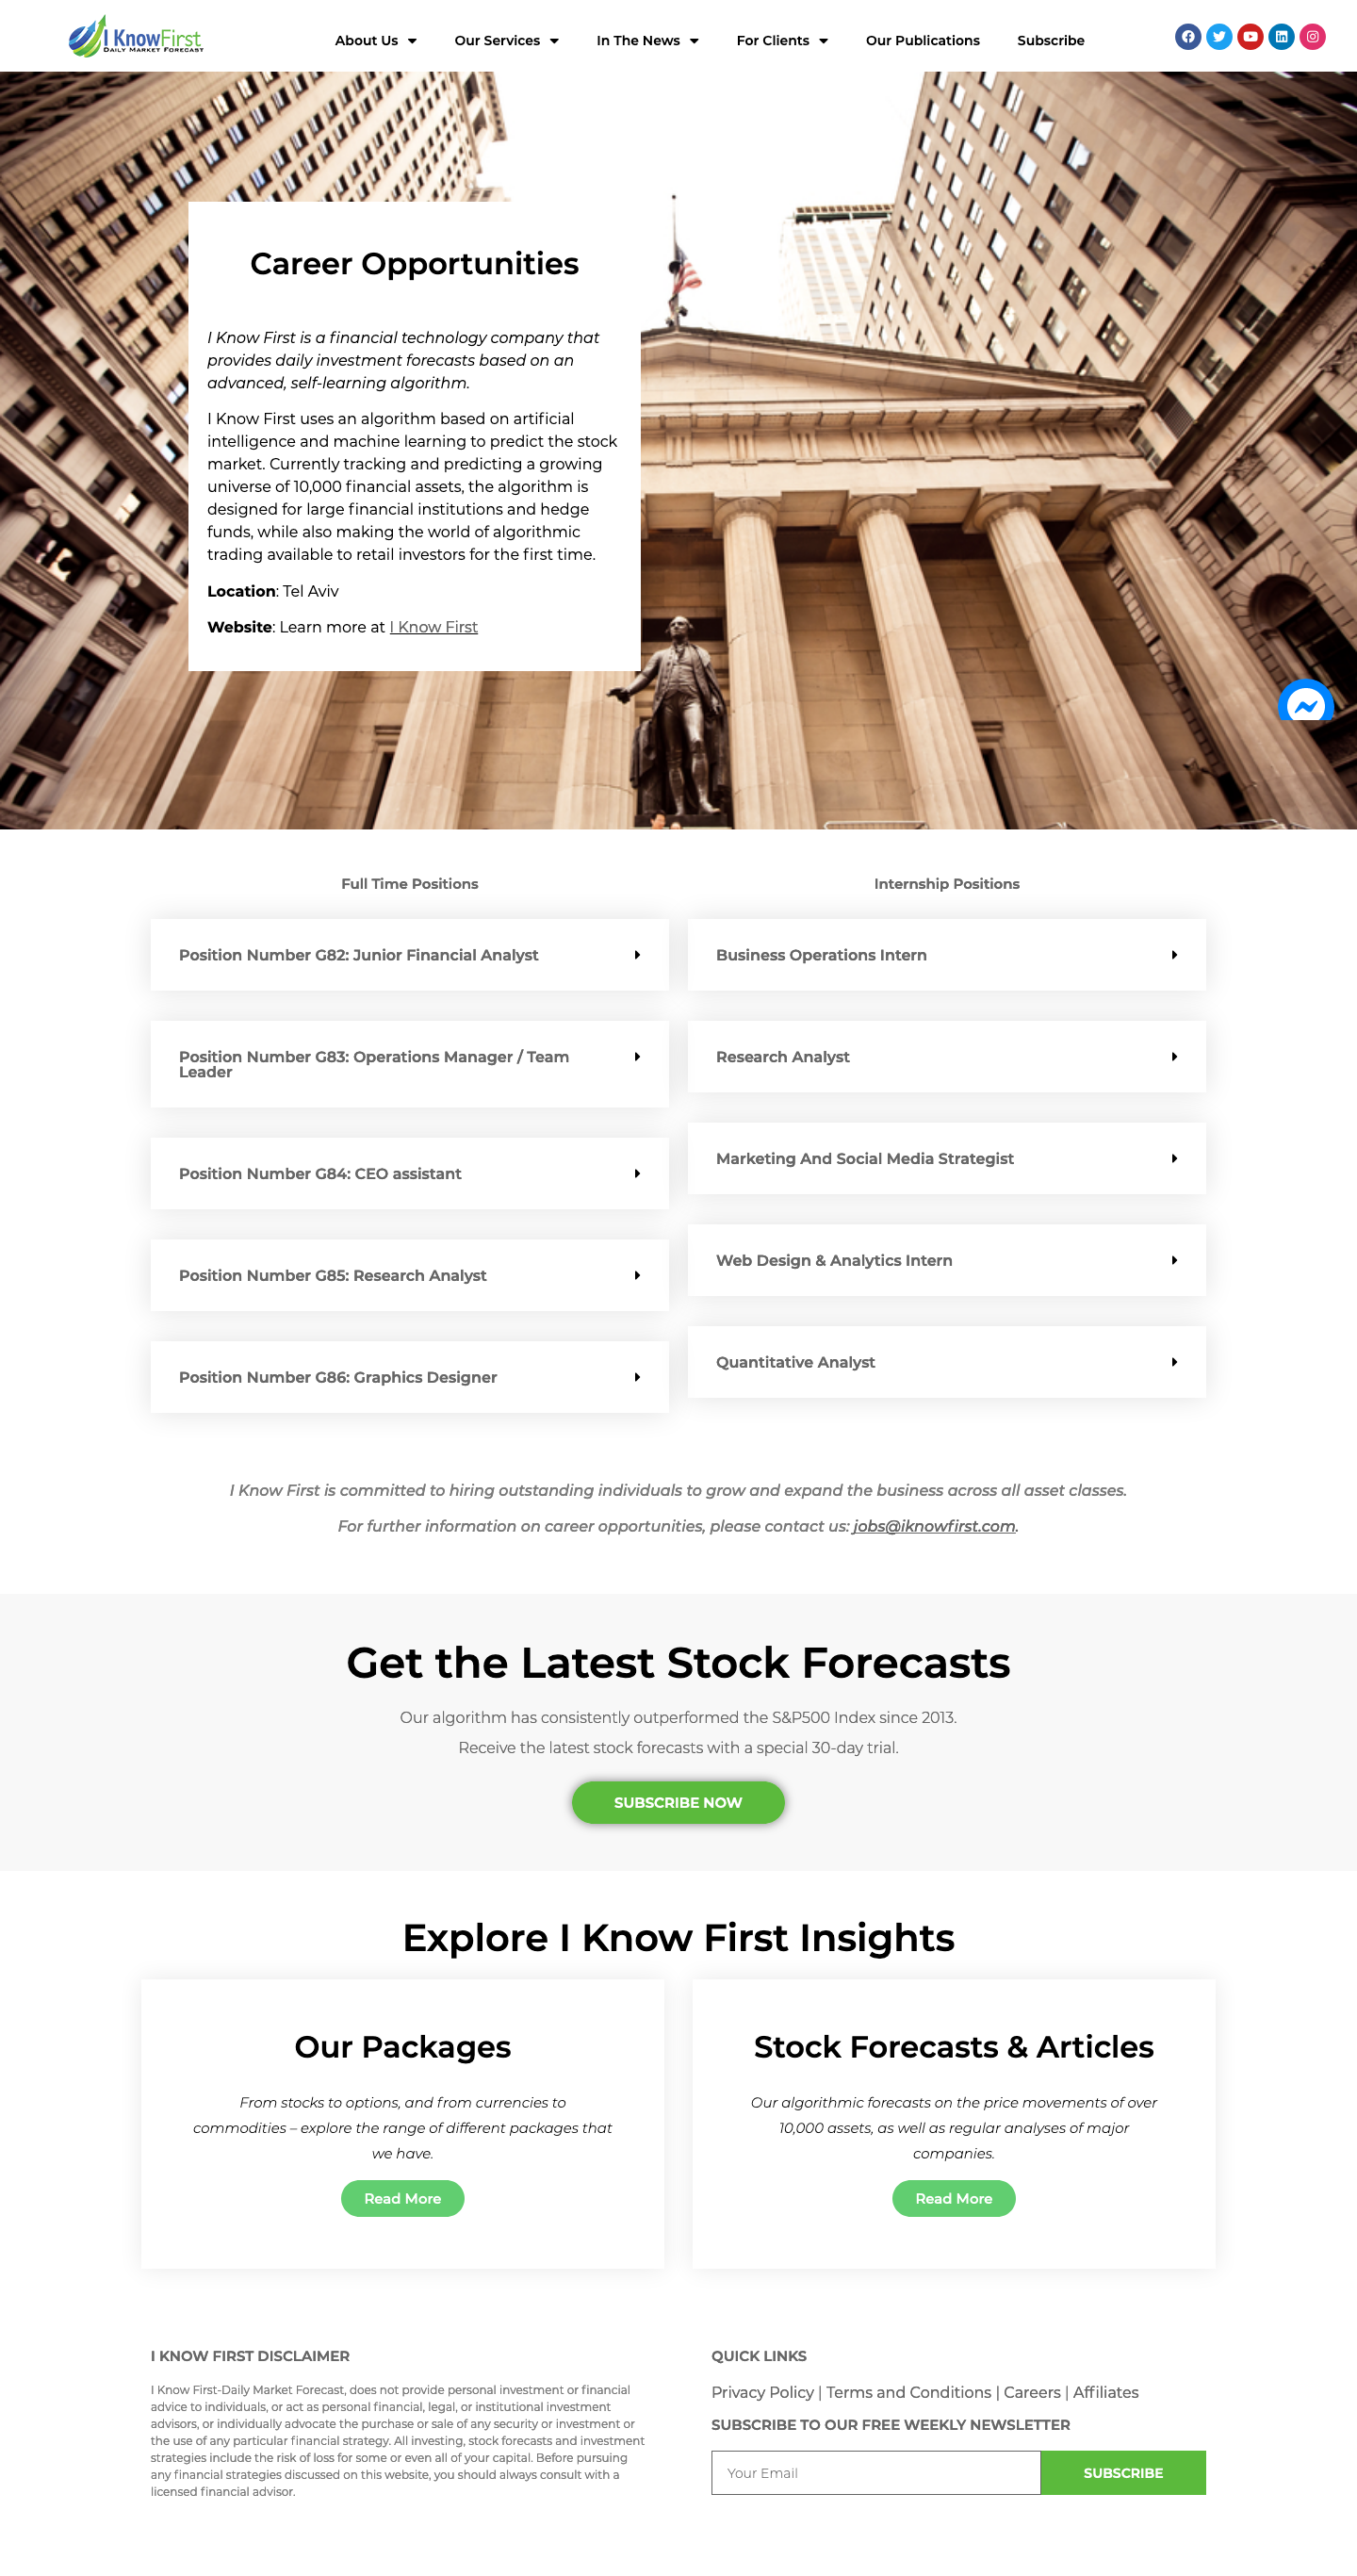 I KnowFirst
DAILY MARKET FORECAST
About Us
Our Services
In The News
For Clients
Our Publications
Subscribe
Career Opportunities
I Know First is a financial technology company that
provides daily investment forecasts based on an
advanced, self-learning algorithm.
I Know First uses an algorithm based on artificial
intelligence and machine learning to predict the stock
market. Currently tracking and predicting a growing
universe of 10,000 financial assets, the algorithm is
designed for large financial institutions and hedge
funds, while also making the world of algorithmic
trading available to retail investors for the first time.
Location: Tel Aviv
Website: Learn more at I Know First
Full Time Positions
Position Number G82: Junior Financial Analyst
Position Number G83: Operations Manager / Team
Leader
Position Number G84: CEO assistant
Position Number G85: Research Analyst
Position Number G86: Graphics Designer
Internship Positions
Business Operations Intern
Research Analyst
Marketing And Social Media Strategist
Web Design & Analytics Intern
Quantitative Analyst
I Know First is committed to hiring outstanding individuals to grow and expand the business across all asset classes.
For further information on career opportunities, please contact us: jobs@iknowfirst.com.
Get the Latest Stock Forecasts
Our algorithm has consistently outperformed the S&P500 Index since 2013.
Receive the latest stock forecasts with a special 30-day trial.
SUBSCRIBE NOW
Explore I Know First Insights
Our Packages
From stocks to options, and from currencies to
commodities – explore the range of different packages that
we have.
Read More
Stock Forecasts & Articles
Our algorithmic forecasts on the price movements of over
10,000 assets, as well as regular analyses of major
companies.
Read More
I KNOW FIRST DISCLAIMER
I Know First-Daily Market Forecast, does not provide personal investment or financial
advice to individuals, or act as personal financial, legal, or institutional investment
advisors, or individually advocate the purchase or sale of any security or investment or
the use of any particular financial strategy. All investing, stock forecasts and investment
strategies include the risk of loss for some or even all of your capital. Before pursuing
any financial strategies discussed on this website, you should always consult with a
licensed financial advisor.
QUICK LINKS
Privacy Policy | Terms and Conditions | Careers | Affiliates
SUBSCRIBE TO OUR FREE WEEKLY NEWSLETTER
Your Email
SUBSCRIBE